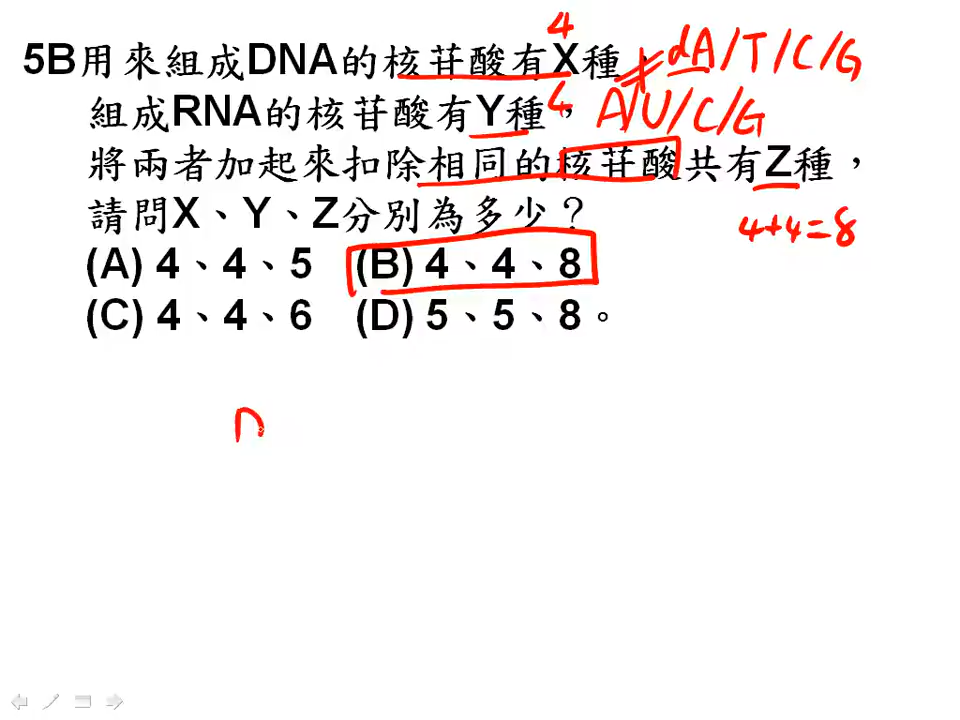 5B用來組成DNA的核苷酸有X種，
4
≠ dA/T/C/G
組成RNA的核苷酸有Y種，
4
A/U/C/G
將兩者加起來扣除相同的核苷酸共有Z種，
請問X、Y、Z分別為多少？
4+4=8
(A) 4、4、5 (B) 4、4、8
(C) 4、4、6 (D) 5、5、8。